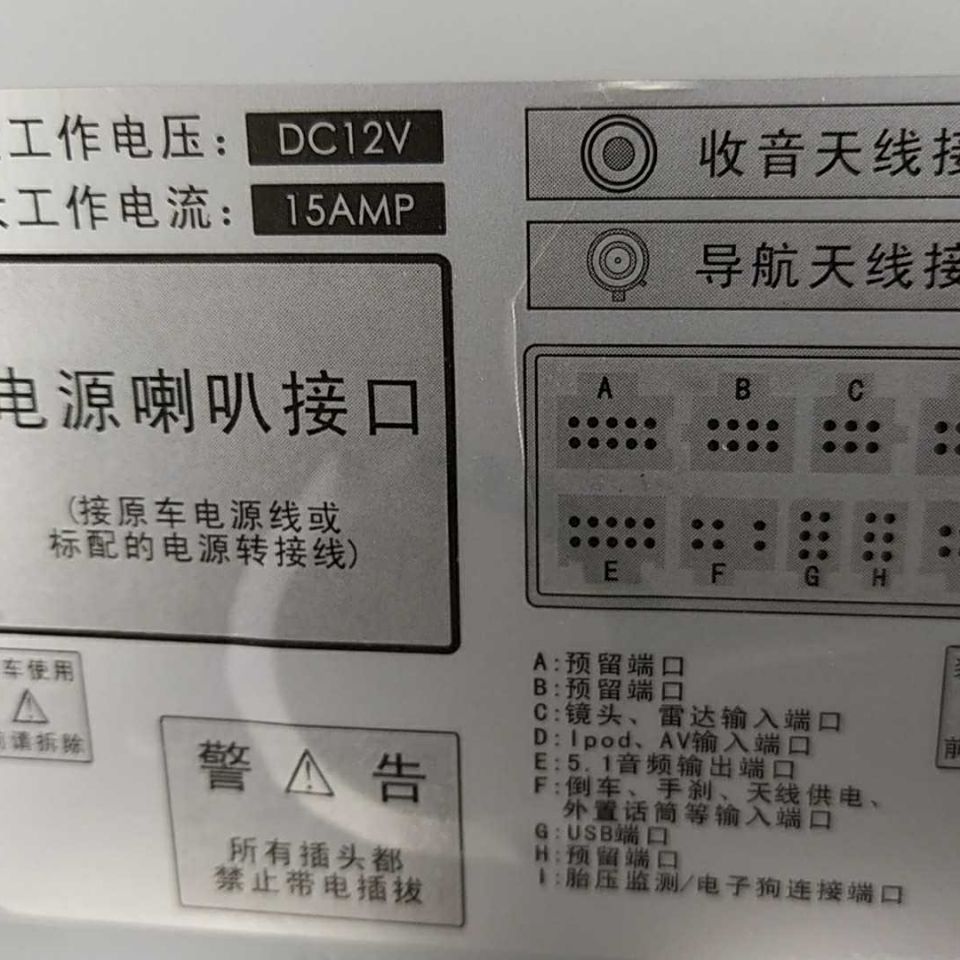 工作电压： DC12V
大工作电流： 15AMP
收音天线接
导航天线接
电源喇叭接口
（接原车电源线或
标配的电源转接线）
A B C
E F G H
车使用
请拆除
警 告
所有插头都
禁止带电插拔
A:预留端口
B:预留端口
C:镜头、雷达输入端口
D:Ipod、AV输入端口
E:5.1音频输出端口
F:倒车、手刹、天线供电、
外置话筒等输入端口
G:USB端口
H:预留端口
I:胎压监测/电子狗连接端口
前